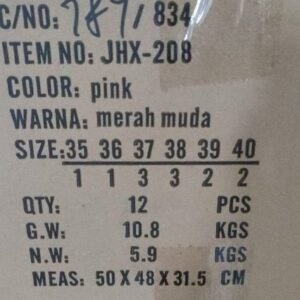 C/NO: 789/834
ITEM NO: JHX-208
COLOR: pink
WARNA: merah muda
SIZE: 35 36 37 38 39 40
1 1 3 3 2 2
QTY: 12 PCS
G.W: 10.8 KGS
N.W: 5.9 KGS
MEAS: 50 X 48 X 31.5 CM